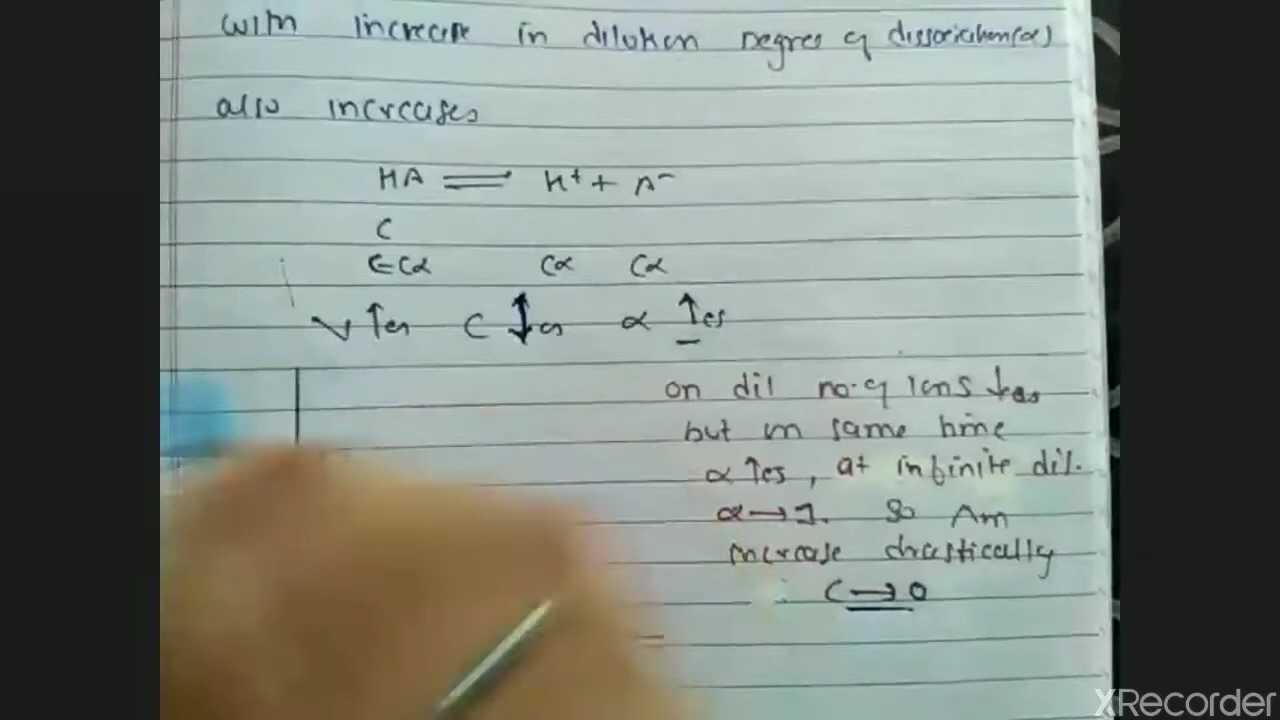 with increase in dilution Degree of dissociation(α)
also increases
HA ⇌ H⁺ + A⁻
C
C-Cα Cα Cα
V ↑es C ↓es α ↑es
on dil no. of ions ↓es
but in same time
α ↑es, at infinite dil.
α → 1. So Λm
increase drastically
C → 0
XRecorder